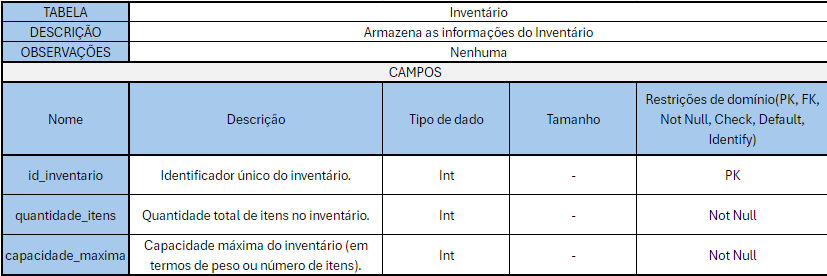 TABELA Inventário
DESCRIÇÃO Armazena as informações do Inventário
OBSERVAÇÕES Nenhuma
CAMPOS
Nome Descrição Tipo de dado Tamanho Restrições de domínio(PK, FK,
Not Null, Check, Default,
Identify)
id_inventario Identificador único do inventário. Int - PK
quantidade_itens Quantidade total de itens no inventário. Int - Not Null
capacidade_maxima Capacidade máxima do inventário (em
termos de peso ou número de itens). Int - Not Null